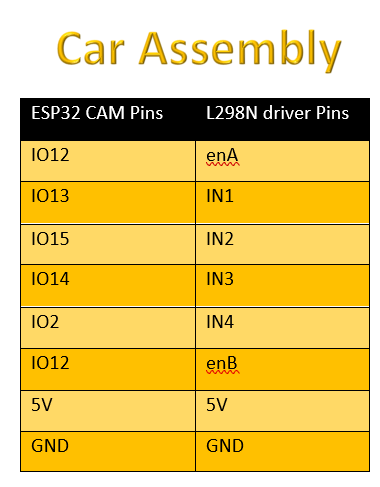 Car Assembly
ESP32 CAM Pins L298N driver Pins
IO12 enA
IO13 IN1
IO15 IN2
IO14 IN3
IO2 IN4
IO12 enB
5V 5V
GND GND